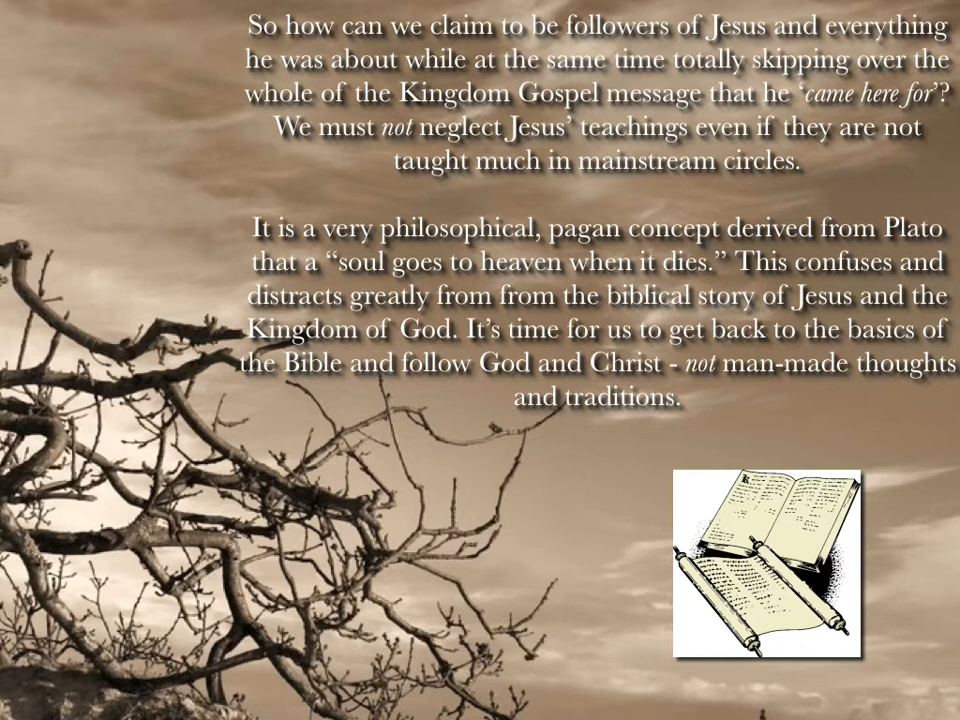 So how can we claim to be followers of Jesus and everything
he was about while at the same time totally skipping over the
whole of the Kingdom Gospel message that he ‘came here for’?
We must not neglect Jesus’ teachings even if they are not
taught much in mainstream circles.
It is a very philosophical, pagan concept derived from Plato
that a “soul goes to heaven when it dies.” This confuses and
distracts greatly from from the biblical story of Jesus and the
Kingdom of God. It’s time for us to get back to the basics of
the Bible and follow God and Christ - not man-made thoughts
and traditions.